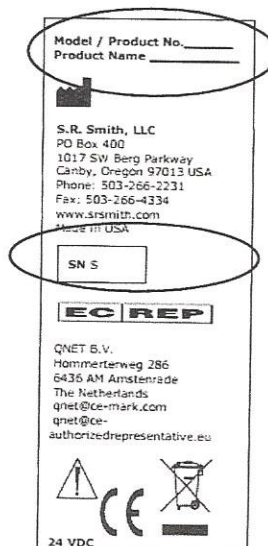 Model / Product No.______
Product Name ___________
S.R. Smith, LLC
PO Box 400
1017 SW Berg Parkway
Canby, Oregon 97013 USA
Phone: 503-266-2231
Fax: 503-266-4334
www.srsmith.com
Made in USA
SN S
EC REP
QNET B.V.
Hommerterweg 286
6436 AM Amstenrade
The Netherlands
qnet@ce-mark.com
qnet@ce-
authorizedrepresentative.eu
CE
24 VDC